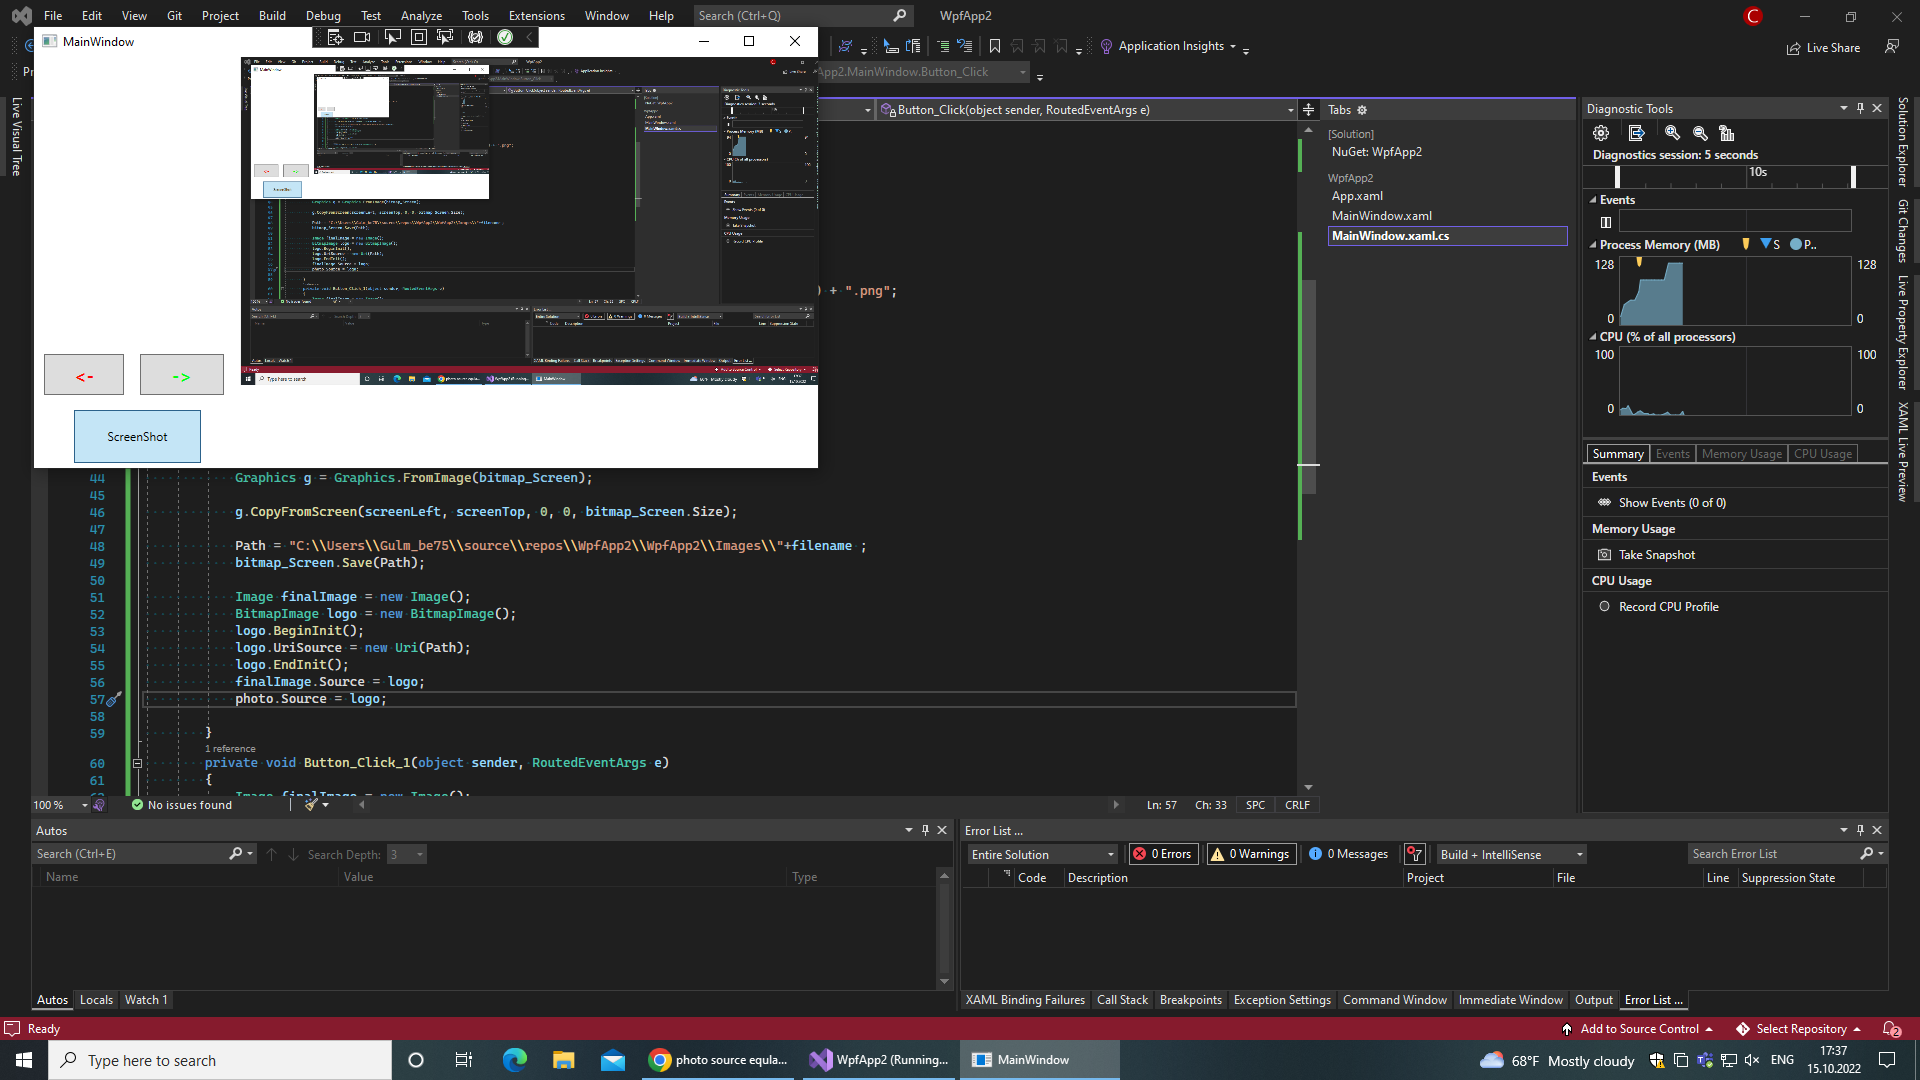 File Edit View Git Project Build Debug Test Analyze Tools Extensions Window Help Search (Ctrl+Q) WpfApp2
MainWindow
Application Insights
Live Share
App2.MainWindow.Button_Click
Button_Click(object sender, RoutedEventArgs e)
Live Visual Tree
<-
->
ScreenShot
) + ".png";
44 Graphics g = Graphics.FromImage(bitmap_Screen);
45
46 g.CopyFromScreen(screenLeft, screenTop, 0, 0, bitmap_Screen.Size);
47
48 Path = "C:\\Users\\Gulm_be75\\source\\repos\\WpfApp2\\WpfApp2\\Images\\"+filename ;
49 bitmap_Screen.Save(Path);
50
51 Image finalImage = new Image();
52 BitmapImage logo = new BitmapImage();
53 logo.BeginInit();
54 logo.UriSource = new Uri(Path);
55 logo.EndInit();
56 finalImage.Source = logo;
57 photo.Source = logo;
58
59 }
1 reference
60 private void Button_Click_1(object sender, RoutedEventArgs e)
61 {
100 % No issues found Ln: 57 Ch: 33 SPC CRLF
Tabs
[Solution]
NuGet: WpfApp2
WpfApp2
App.xaml
MainWindow.xaml
MainWindow.xaml.cs
Diagnostic Tools
Diagnostics session: 5 seconds
10s
Events
Process Memory (MB) S P..
128 128
0 0
CPU (% of all processors)
100 100
0 0
Summary Events Memory Usage CPU Usage
Events
Show Events (0 of 0)
Memory Usage
Take Snapshot
CPU Usage
Record CPU Profile
Solution Explorer
Git Changes
Live Property Explorer
XAML Live Preview
Autos
Search (Ctrl+E) Search Depth: 3
Name Value Type
Autos Locals Watch 1
Error List ...
Entire Solution 0 Errors 0 Warnings 0 Messages Build + IntelliSense Search Error List
Code Description Project File Line Suppression State
XAML Binding Failures Call Stack Breakpoints Exception Settings Command Window Immediate Window Output Error List ...
Ready Add to Source Control Select Repository 2
Type here to search photo source equla... WpfApp2 (Running... MainWindow 68°F Mostly cloudy ENG 17:37
15.10.2022